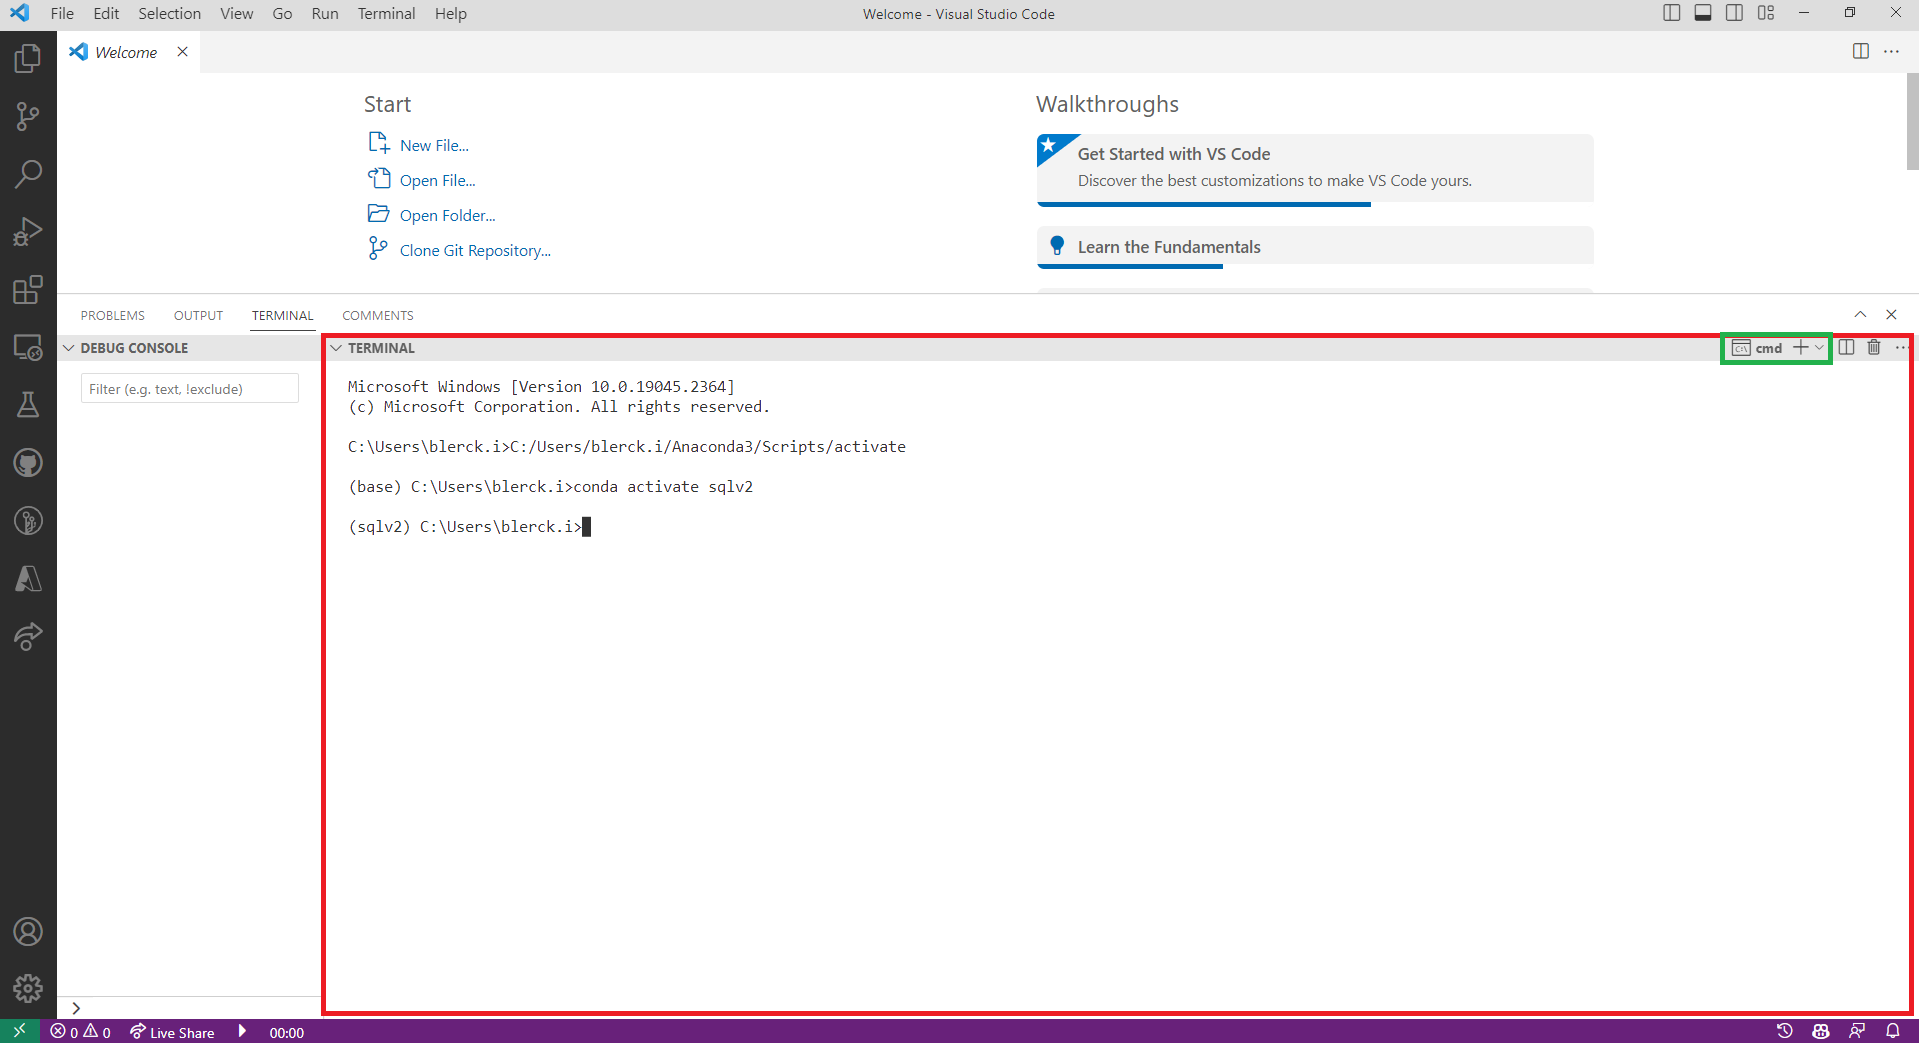 File Edit Selection View Go Run Terminal Help
Welcome - Visual Studio Code
Welcome
Start
New File...
Open File...
Open Folder...
Clone Git Repository...
Walkthroughs
Get Started with VS Code
Discover the best customizations to make VS Code yours.
Learn the Fundamentals
PROBLEMS OUTPUT TERMINAL COMMENTS
DEBUG CONSOLE
Filter (e.g. text, !exclude)
TERMINAL
cmd
Microsoft Windows [Version 10.0.19045.2364]
(c) Microsoft Corporation. All rights reserved.
C:\Users\blerck.i>C:/Users/blerck.i/Anaconda3/Scripts/activate
(base) C:\Users\blerck.i>conda activate sqlv2
(sqlv2) C:\Users\blerck.i>
0 0 Live Share 00:00